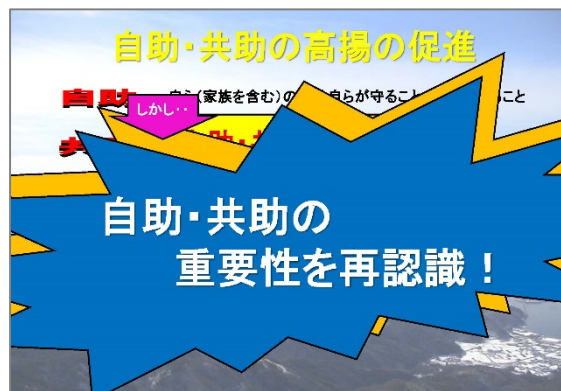 自助・共助の高揚の促進
自助
(家族を含む)の
自らが守ること
こと
しかし・・
助・
自助・共助の
重要性を再認識！